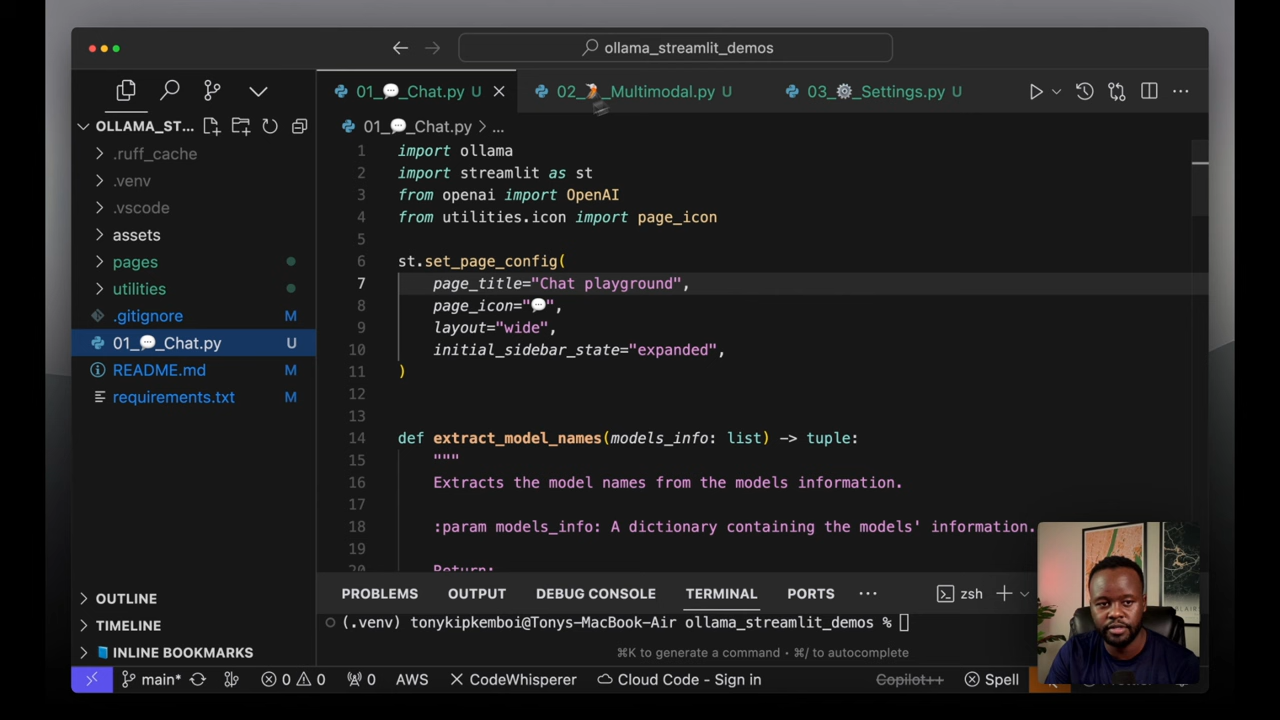 ollama_streamlit_demos
01_💬_Chat.py U
02_🌋_Multimodal.py U
03_⚙️_Settings.py U
OLLAMA_ST...
01_💬_Chat.py > ...
.ruff_cache
.venv
.vscode
assets
pages
utilities
.gitignore M
01_💬_Chat.py U
README.md M
requirements.txt M
OUTLINE
TIMELINE
INLINE BOOKMARKS
1 import ollama
2 import streamlit as st
3 from openai import OpenAI
4 from utilities.icon import page_icon
5
6 st.set_page_config(
7 page_title="Chat playground",
8 page_icon="💬",
9 layout="wide",
10 initial_sidebar_state="expanded",
11 )
12
13
14 def extract_model_names(models_info: list) -> tuple:
15 """
16 Extracts the model names from the models information.
17
18 :param models_info: A dictionary containing the models' information.
19
20 Return:
PROBLEMS OUTPUT DEBUG CONSOLE TERMINAL PORTS ... zsh
(.venv) tonykipkemboi@Tonys-MacBook-Air ollama_streamlit_demos %
⌘K to generate a command · ⌘/ to autocomplete
main* 0 0 0 AWS CodeWhisperer Cloud Code - Sign in Copilot++ Spell